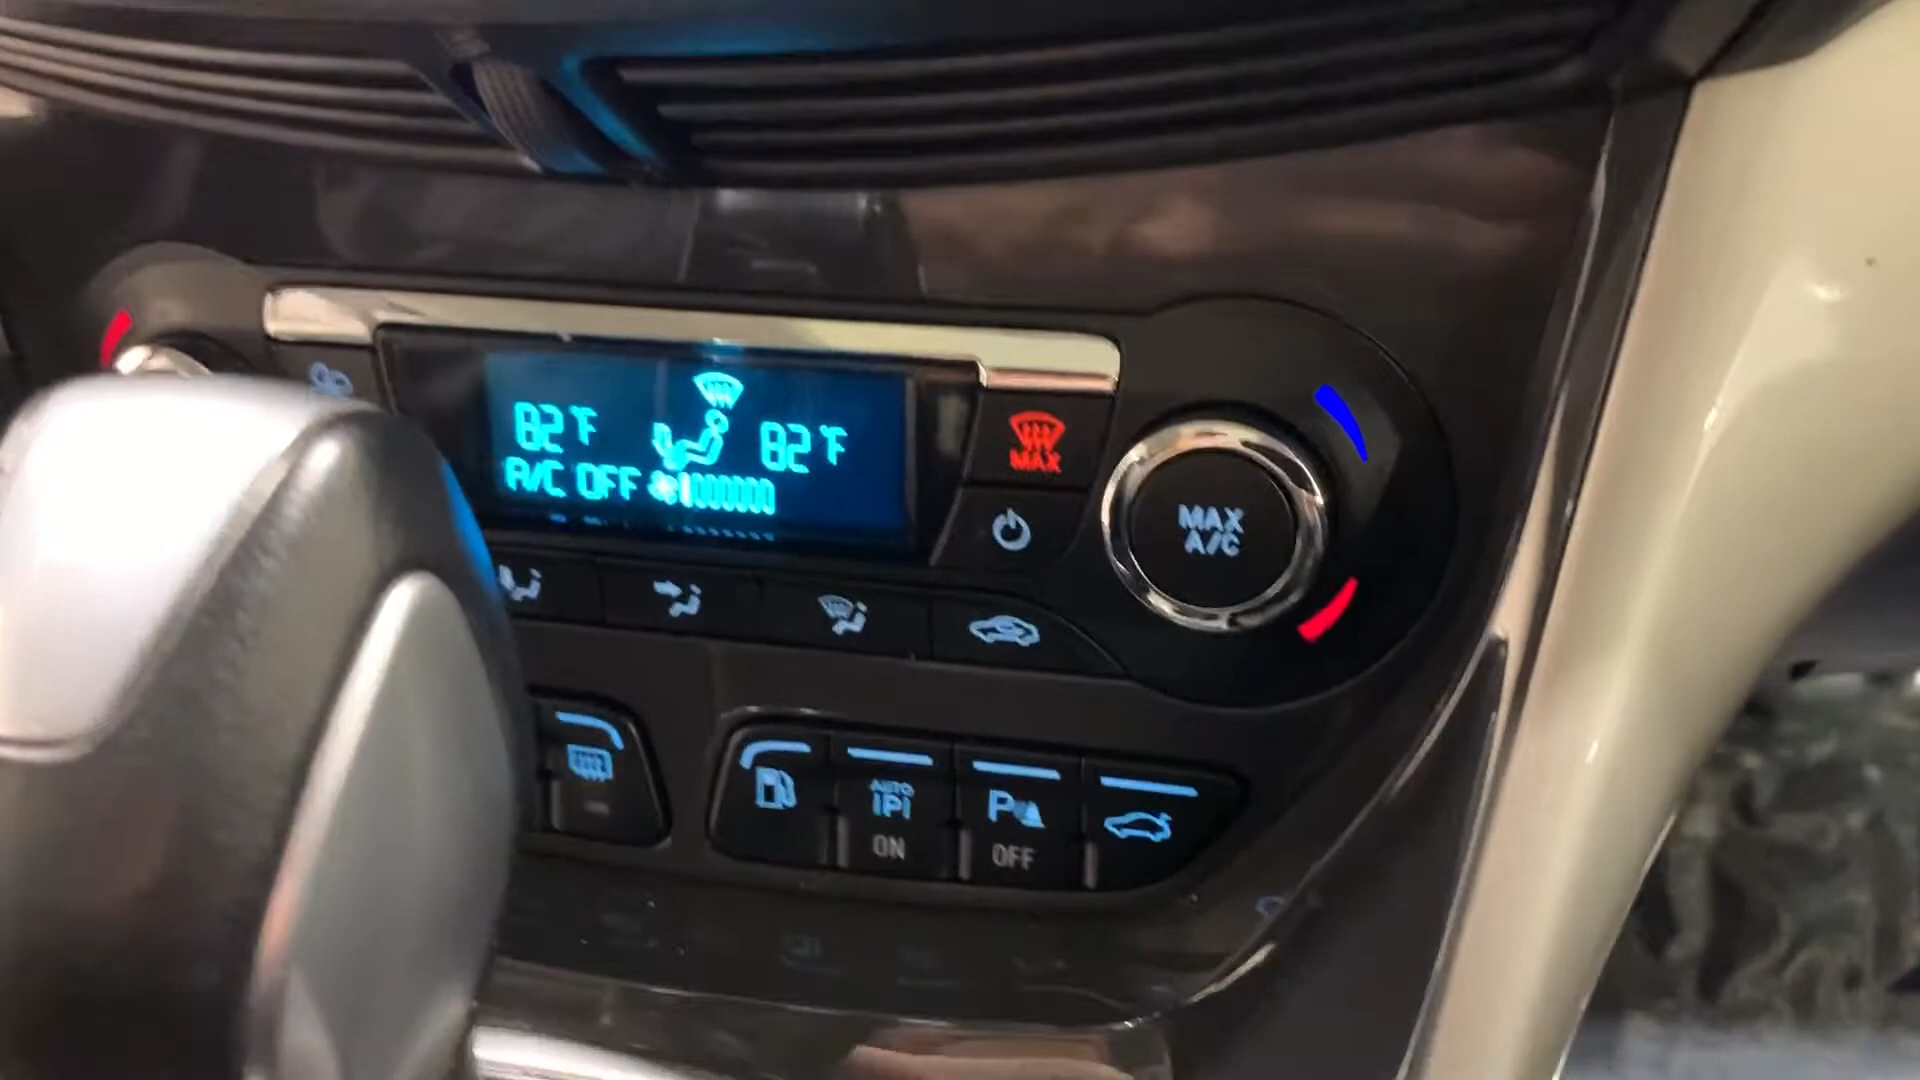 82°F 82°F
A/C OFF
MAX
MAX
A/C
AUTO
P
ON
OFF